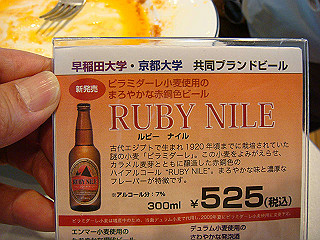 早稲田大学・京都大学 共同ブランドビール
新発売
ピラミダーレ小麦使用の
まろやかな赤銅色ビール
RUBY NILE
ルビー ナイル
古代エジプトで生まれ1920年頃までに栽培されていた
謎の小麦「ピラミダーレ」。この小麦をよみがえらせ、
カラメル麦芽とともに醸造した赤銅色の
ハイアルコール"RUBY NILE"。まろやかな味と濃厚な
フレーバーが特徴です。
RUBY NILE
※アルコール分:7%
300ml ¥525(税込)
エンマー小麦使用の
デュラム小麦使用の
さわやかな発泡酒